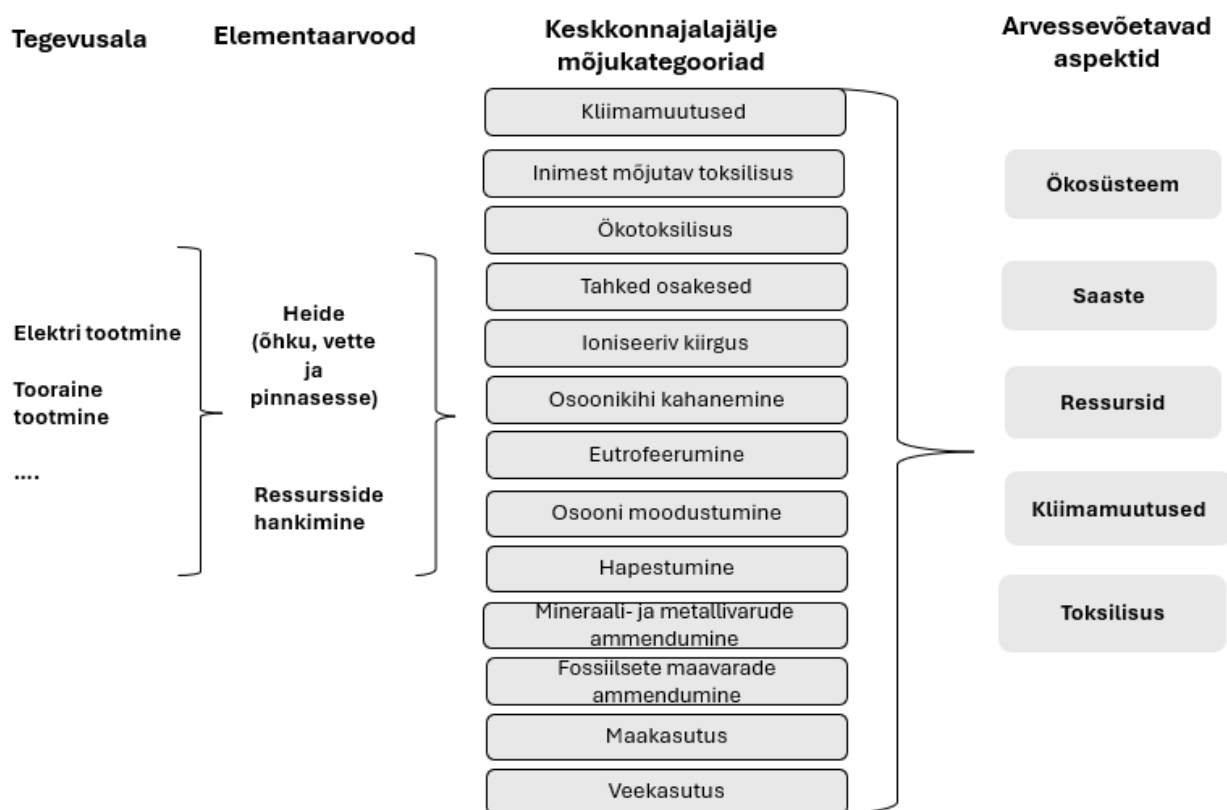 Tegevusala
Elementaarvood
Keskkonnajalajälje
mõjukategooriad
Arvessevõetavad
aspektid
Elektri tootmine
Tooraine
tootmine
....
Heide
(õhku, vette
ja
pinnasesse)
Ressursside
hankimine
Kliimamuutused
Inimest mõjutav toksilisus
Ökotoksilisus
Tahked osakesed
Ioniseeriv kiirgus
Osoonikihi kahanemine
Eutrofeerumine
Osooni moodustumine
Hapestumine
Mineraali- ja metallivarude
ammendumine
Fossiilsete maavarade
ammendumine
Maakasutus
Veekasutus
Ökosüsteem
Saaste
Ressursid
Kliimamuutused
Toksilisus